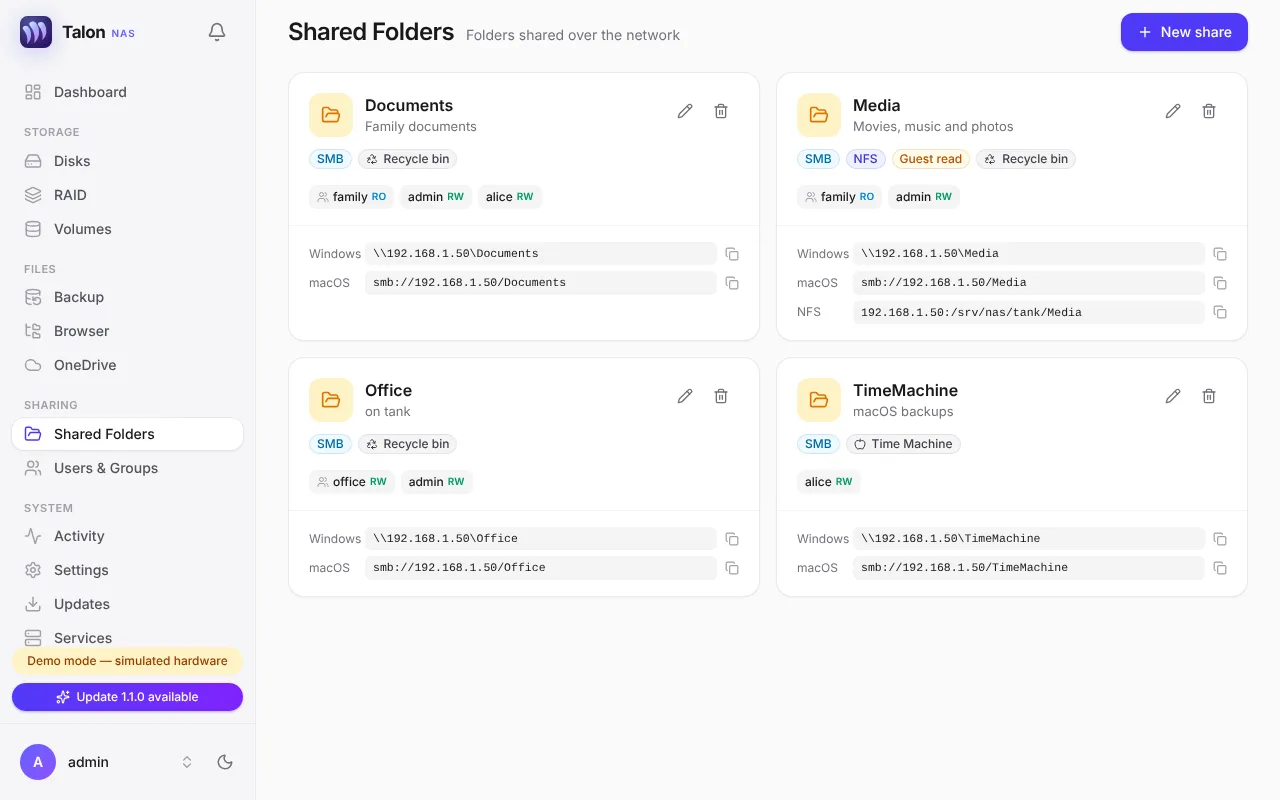 Talon NAS
Dashboard
STORAGE
Disks
RAID
Volumes
FILES
Backup
Browser
OneDrive
SHARING
Shared Folders
Users & Groups
SYSTEM
Activity
Settings
Updates
Services
Demo mode — simulated hardware
Update 1.1.0 available
A admin
Shared Folders Folders shared over the network
+ New share
Documents
Family documents
SMB Recycle bin
family RO admin RW alice RW
Windows \\192.168.1.50\Documents
macOS smb://192.168.1.50/Documents
Media
Movies, music and photos
SMB NFS Guest read Recycle bin
family RO admin RW
Windows \\192.168.1.50\Media
macOS smb://192.168.1.50/Media
NFS 192.168.1.50:/srv/nas/tank/Media
Office
on tank
SMB Recycle bin
office RW admin RW
Windows \\192.168.1.50\Office
macOS smb://192.168.1.50/Office
TimeMachine
macOS backups
SMB Time Machine
alice RW
Windows \\192.168.1.50\TimeMachine
macOS smb://192.168.1.50/TimeMachine